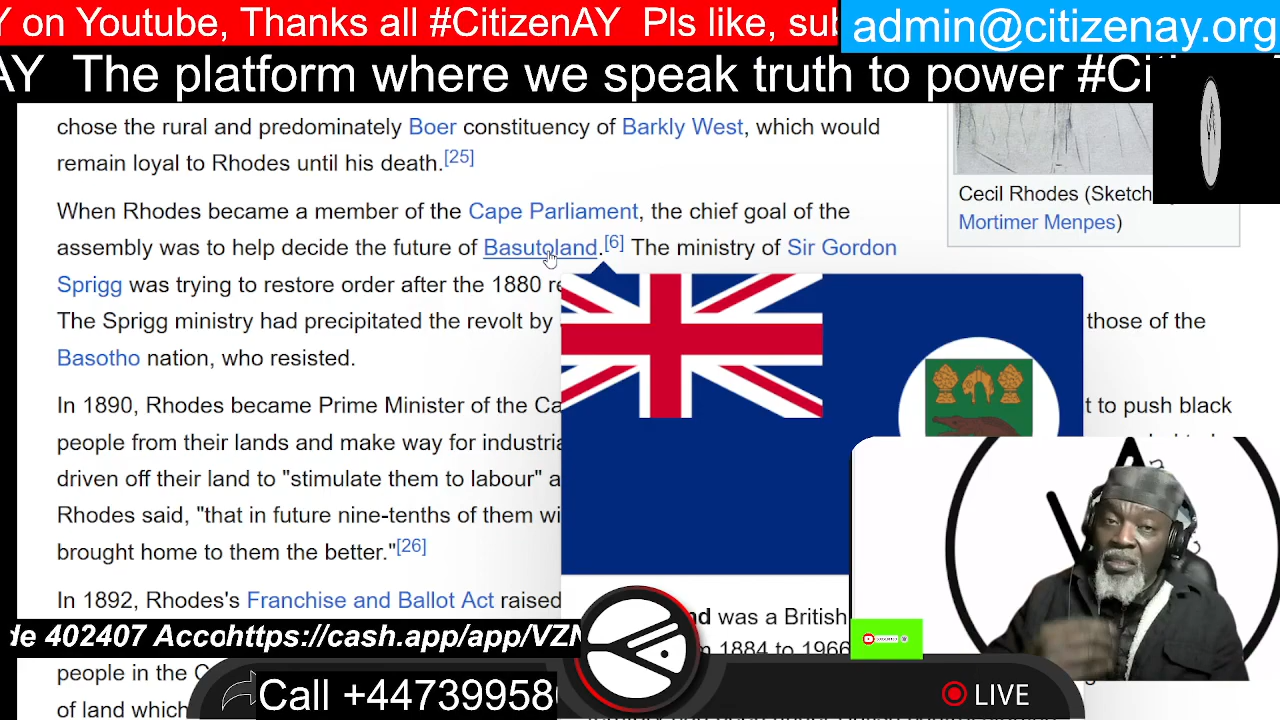 Y on Youtube, Thanks all #CitizenAY Pls like, sub
admin@citizenay.org
AY The platform where we speak truth to power #Cit
chose the rural and predominately Boer constituency of Barkly West, which would
remain loyal to Rhodes until his death.[25]
Cecil Rhodes (Sketch
Mortimer Menpes)
When Rhodes became a member of the Cape Parliament, the chief goal of the
assembly was to help decide the future of Basutoland.[6] The ministry of Sir Gordon
Sprigg was trying to restore order after the 1880 re
The Sprigg ministry had precipitated the revolt by
those of the
Basotho nation, who resisted.
In 1890, Rhodes became Prime Minister of the Ca
t to push black
people from their lands and make way for industria
driven off their land to "stimulate them to labour" a
Rhodes said, "that in future nine-tenths of them wi
brought home to them the better."[26]
In 1892, Rhodes's Franchise and Ballot Act raised
nd was a British
de 402407 Accohttps://cash.app/app/VZN
m 1884 to 1966
people in the C
Call +447399580
LIVE
of land which